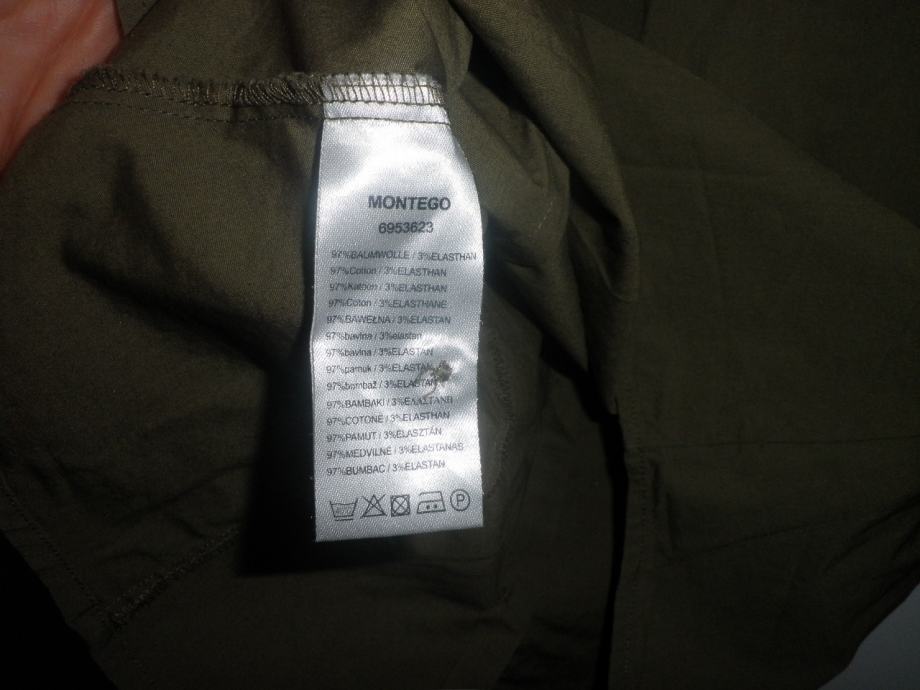 MONTEGO
6953623
97%BAUMWOLLE / 3%ELASTHAN
97%Cotton / 3%ELASTHAN
97%Katoen / 3%ELASTHAN
97%Coton / 3%ELASTHANE
97%BAWEŁNA / 3%ELASTAN
97%bavlna / 3%elastan
97%bavlna / 3%ELASTAN
97%pamuk / 3%ELASTAN
97%bombaž / 3%ELASTAN
97%BAMBAKI / 3%ΕΛΑΣΤΑΝΗ
97%COTONE / 3%ELASTHAN
97%PAMUT / 3%ELASZTÁN
97%MEDVILNĖ / 3%ELASTANAS
97%BUMBAC / 3%ELASTAN
P